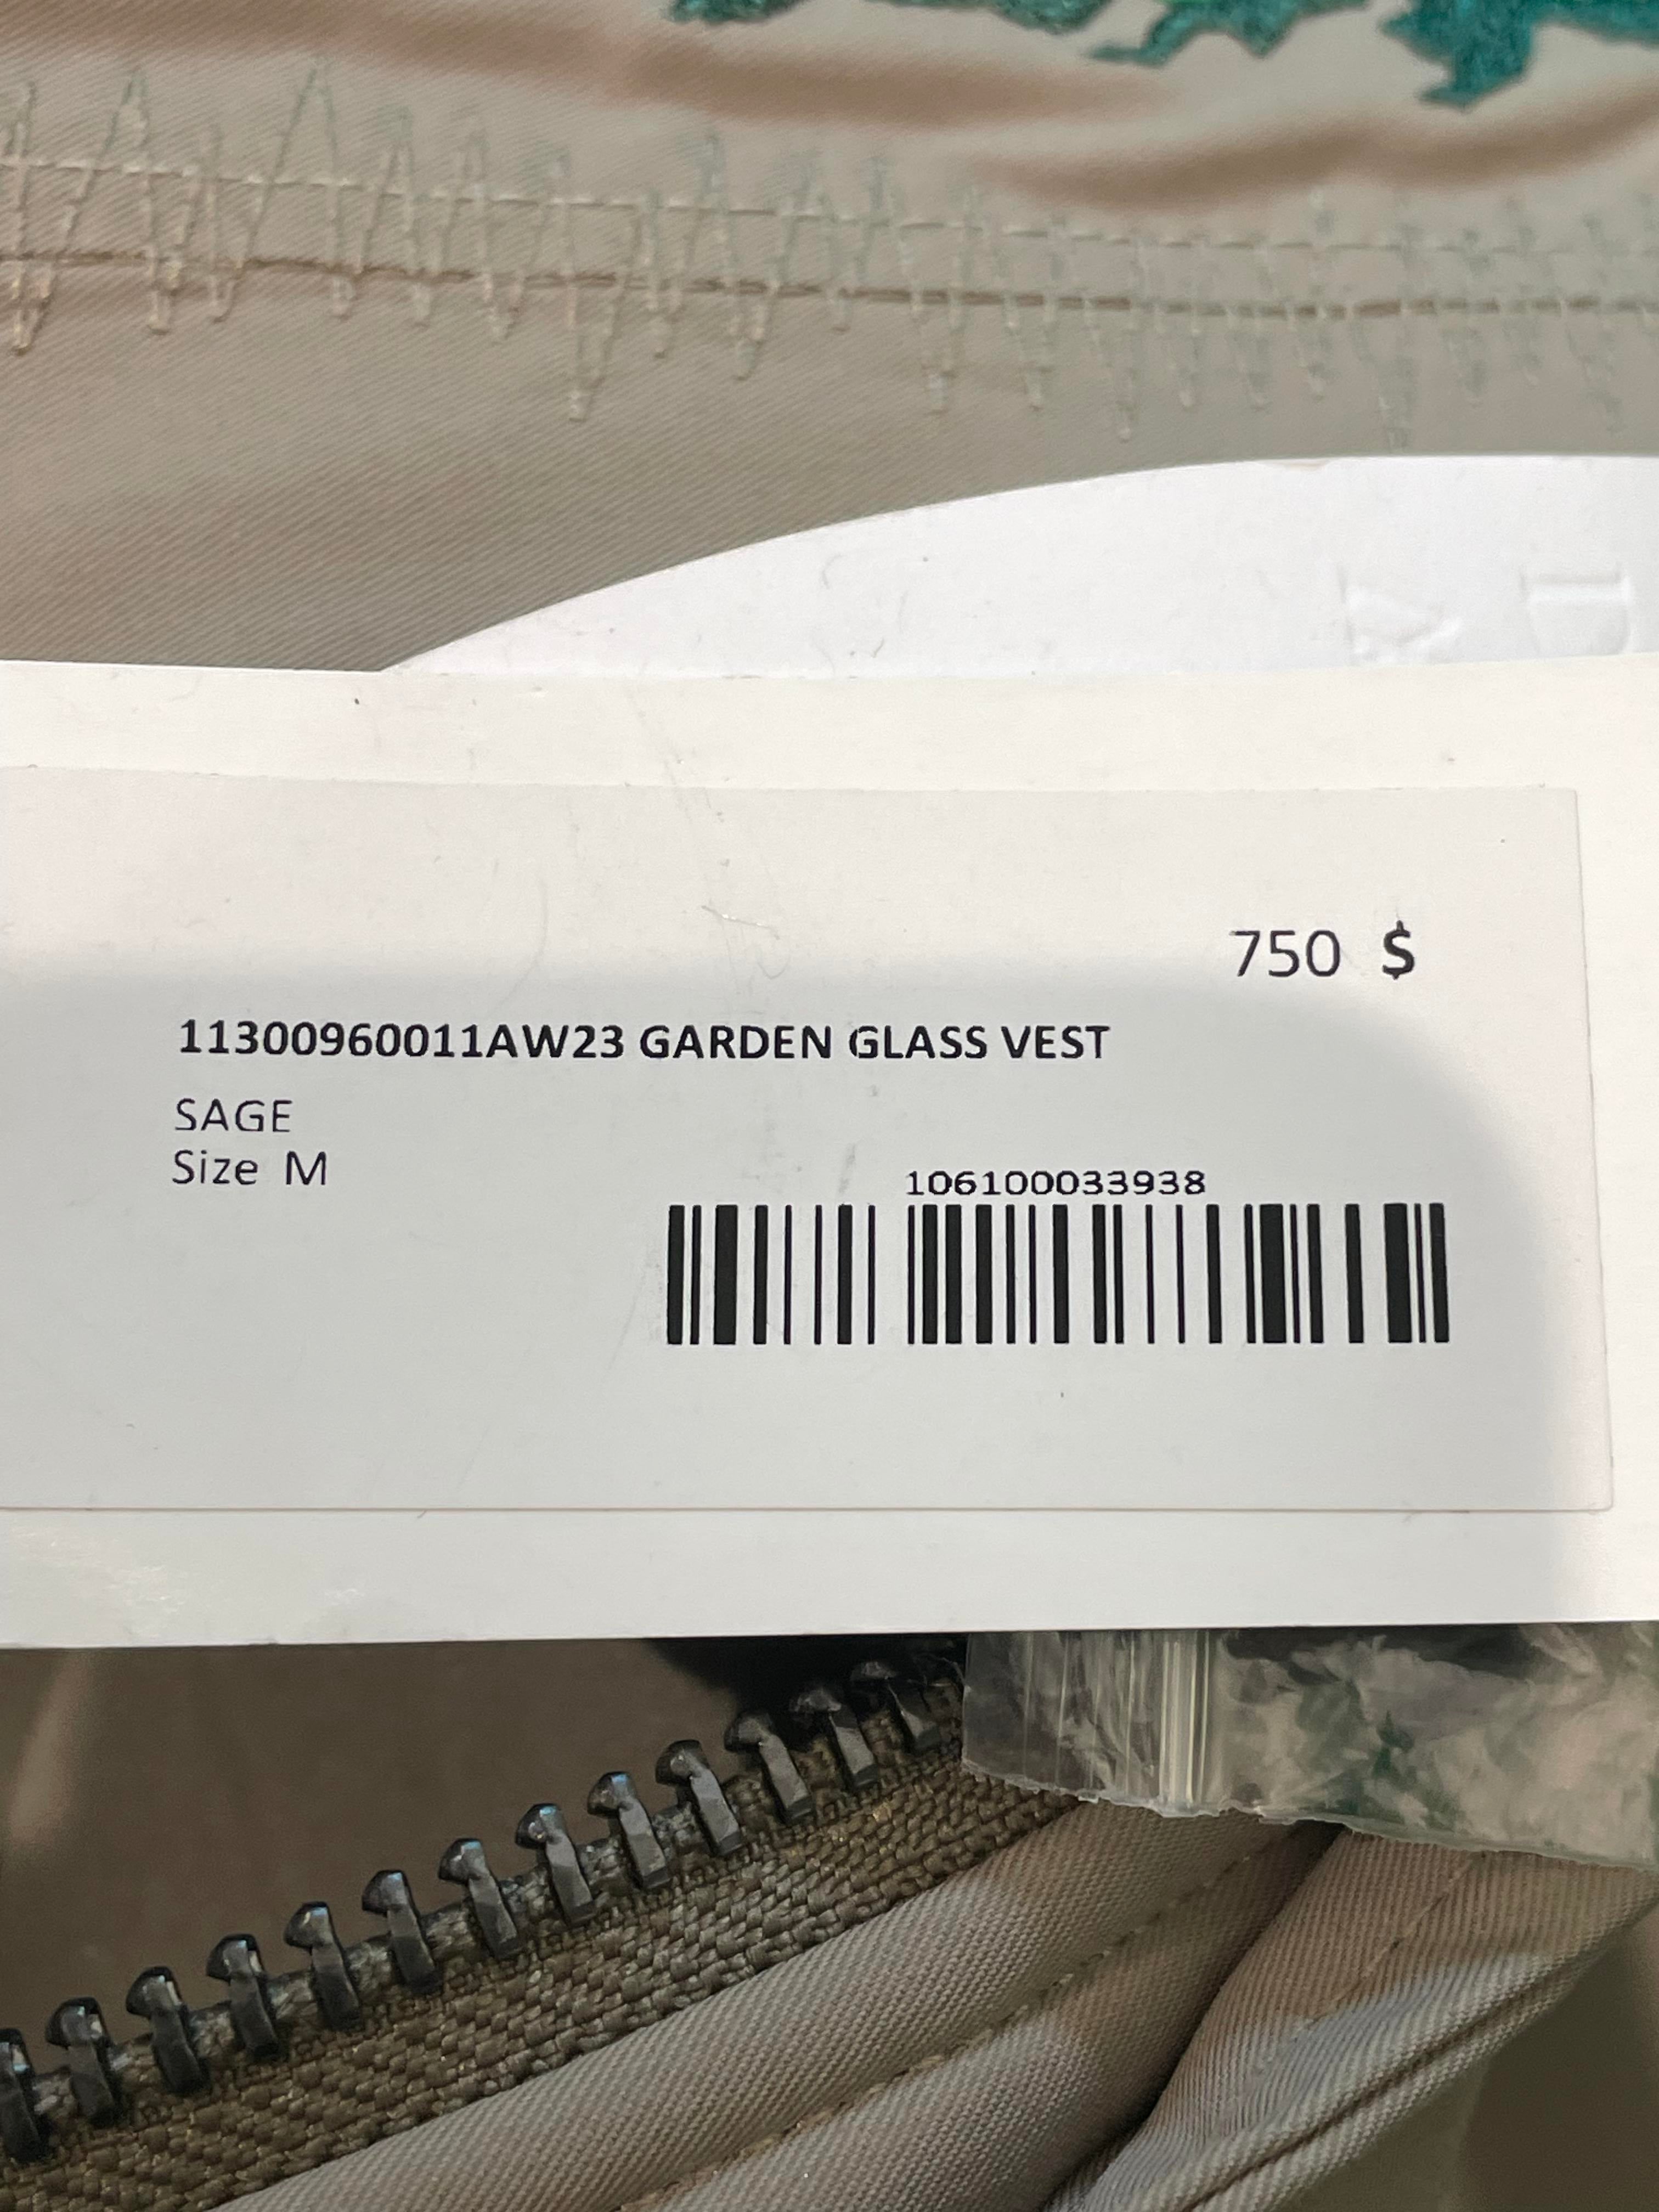 750 $
11300960011AW23 GARDEN GLASS VEST
SAGE
Size M
106100033938